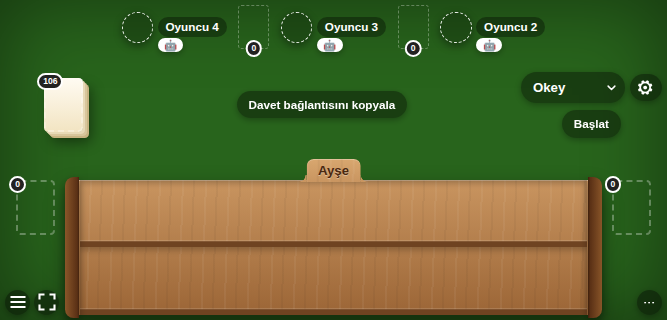 Oyuncu 4
Oyuncu 3
Oyuncu 2
0
0
106
Davet bağlantısını kopyala
Okey
Başlat
Ayşe
0
0